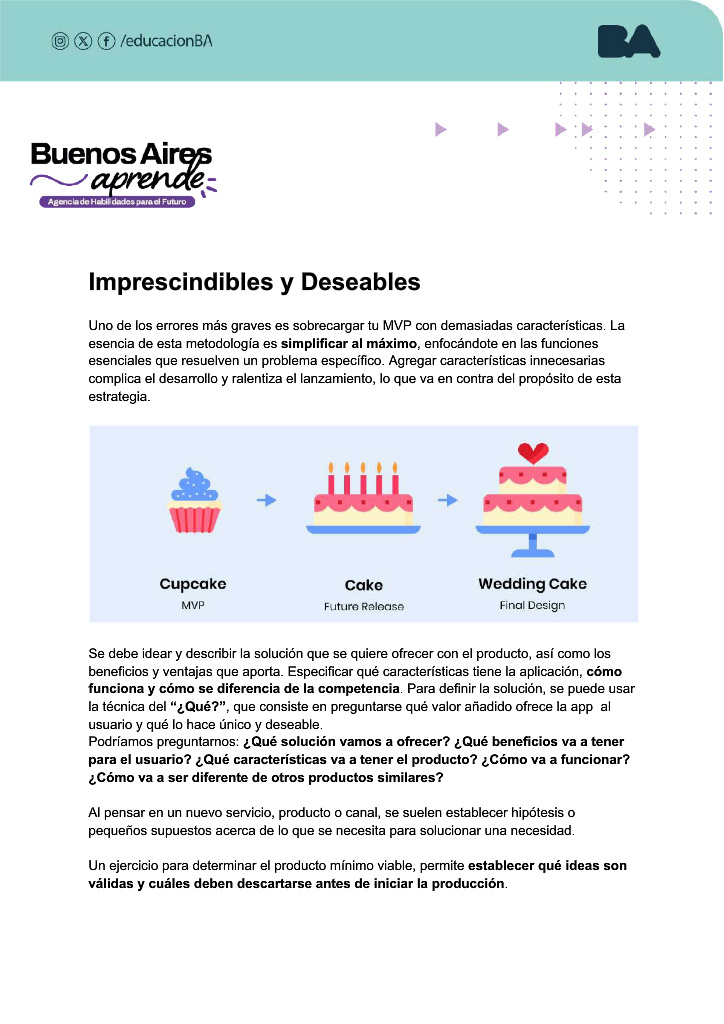 /educacionBA
BA
Buenos Aires
aprende
Agencia de Habilidades para el Futuro
Imprescindibles y Deseables
Uno de los errores más graves es sobrecargar tu MVP con demasiadas características. La
esencia de esta metodología es simplificar al máximo, enfocándote en las funciones
esenciales que resuelven un problema específico. Agregar características innecesarias
complica el desarrollo y ralentiza el lanzamiento, lo que va en contra del propósito de esta
estrategia.
Cupcake
MVP
Cake
Future Release
Wedding Cake
Final Design
Se debe idear y describir la solución que se quiere ofrecer con el producto, así como los
beneficios y ventajas que aporta. Especificar qué características tiene la aplicación, cómo
funciona y cómo se diferencia de la competencia. Para definir la solución, se puede usar
la técnica del “¿Qué?”, que consiste en preguntarse qué valor añadido ofrece la app al
usuario y qué lo hace único y deseable.
Podríamos preguntarnos: ¿Qué solución vamos a ofrecer? ¿Qué beneficios va a tener
para el usuario? ¿Qué características va a tener el producto? ¿Cómo va a funcionar?
¿Cómo va a ser diferente de otros productos similares?
Al pensar en un nuevo servicio, producto o canal, se suelen establecer hipótesis o
pequeños supuestos acerca de lo que se necesita para solucionar una necesidad.
Un ejercicio para determinar el producto mínimo viable, permite establecer qué ideas son
válidas y cuáles deben descartarse antes de iniciar la producción.